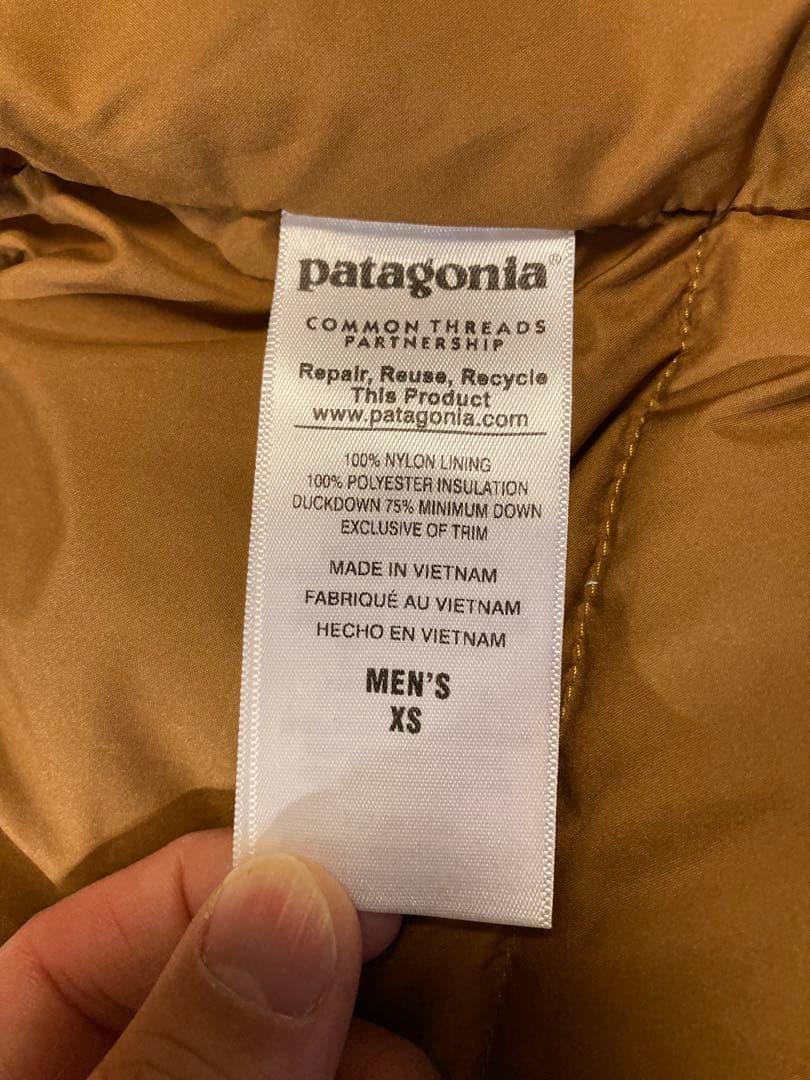 patagonia®
COMMON THREADS
PARTNERSHIP
Repair, Reuse, Recycle
This Product
www.patagonia.com
100% NYLON LINING
100% POLYESTER INSULATION
DUCKDOWN 75% MINIMUM DOWN
EXCLUSIVE OF TRIM
MADE IN VIETNAM
FABRIQUÉ AU VIETNAM
HECHO EN VIETNAM
MEN'S
XS